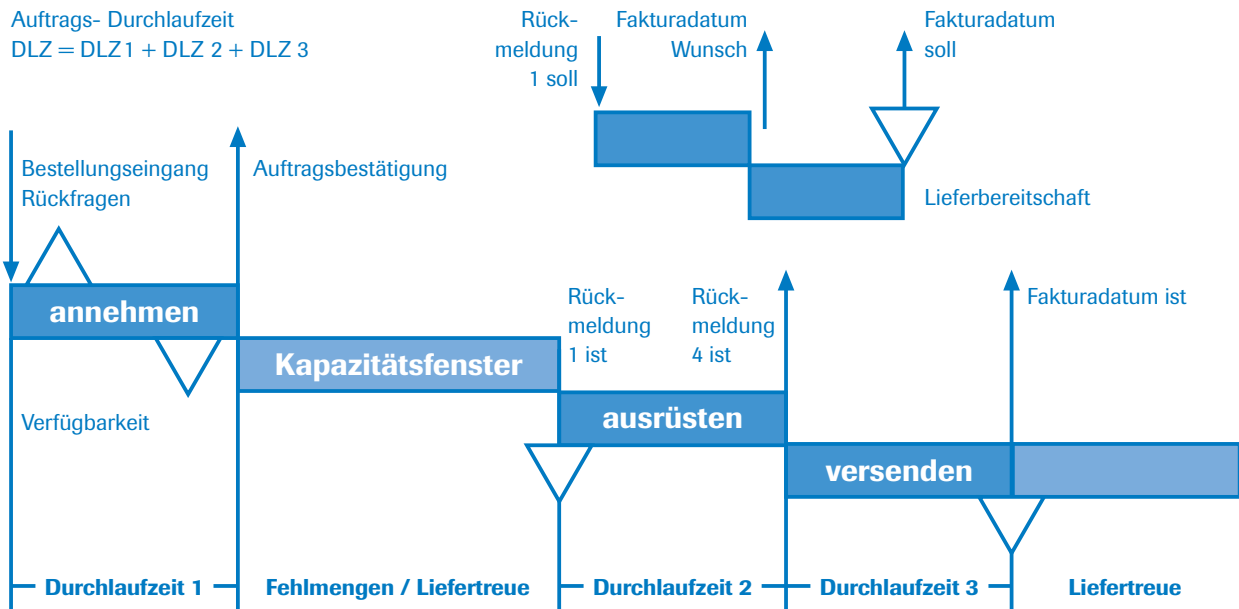 Auftrags- Durchlaufzeit
DLZ = DLZ 1 + DLZ 2 + DLZ 3
Rück-
meldung
1 soll
Fakturadatum
Wunsch
Fakturadatum
soll
Bestellungseingang
Rückfragen
Auftragsbestätigung
Lieferbereitschaft
annehmen
Rück-
meldung
1 ist
Rück-
meldung
4 ist
Fakturadatum ist
Kapazitätsfenster
Verfügbarkeit
ausrüsten
versenden
Durchlaufzeit 1
Fehlmengen / Liefertreue
Durchlaufzeit 2
Durchlaufzeit 3
Liefertreue